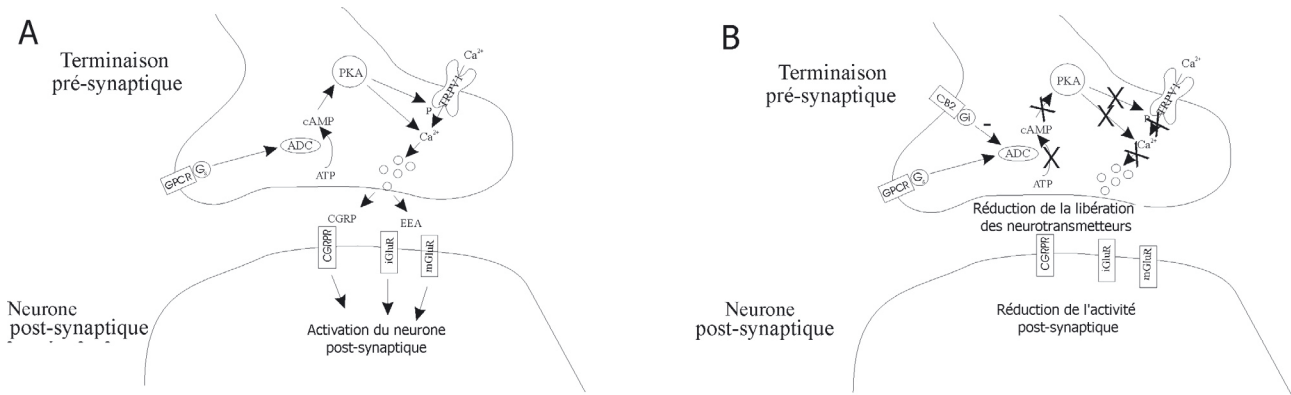 A
Terminaison
pré-synaptique
PKA
Ca²⁺
TRPV1
P
cAMP
Ca²⁺
ADC
GPCR
Gs
ATP
CGRP
EEA
CGRPR
iGluR
mGluR
Neurone
post-synaptique
Activation du neurone
post-synaptique
B
Terminaison
pré-synaptique
PKA
Ca²⁺
TRPV1
CB2
Gi
-
P
cAMP
Ca²⁺
ADC
GPCR
Gs
ATP
Réduction de la libération
des neurotransmetteurs
CGRPR
iGluR
mGluR
Neurone
post-synaptique
Réduction de l'activité
post-synaptique